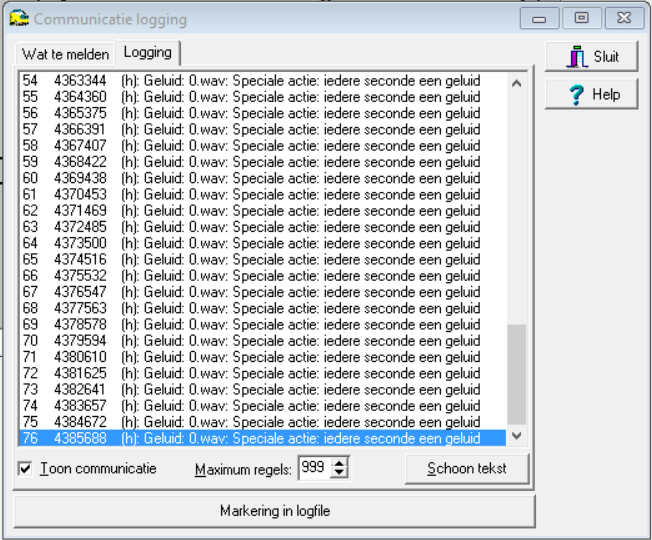 Communicatie logging
Wat te melden Logging
Sluit
Help
54 4363344 (h): Geluid: 0.wav: Speciale actie: iedere seconde een geluid
55 4364360 (h): Geluid: 0.wav: Speciale actie: iedere seconde een geluid
56 4365375 (h): Geluid: 0.wav: Speciale actie: iedere seconde een geluid
57 4366391 (h): Geluid: 0.wav: Speciale actie: iedere seconde een geluid
58 4367407 (h): Geluid: 0.wav: Speciale actie: iedere seconde een geluid
59 4368422 (h): Geluid: 0.wav: Speciale actie: iedere seconde een geluid
60 4369438 (h): Geluid: 0.wav: Speciale actie: iedere seconde een geluid
61 4370453 (h): Geluid: 0.wav: Speciale actie: iedere seconde een geluid
62 4371469 (h): Geluid: 0.wav: Speciale actie: iedere seconde een geluid
63 4372485 (h): Geluid: 0.wav: Speciale actie: iedere seconde een geluid
64 4373500 (h): Geluid: 0.wav: Speciale actie: iedere seconde een geluid
65 4374516 (h): Geluid: 0.wav: Speciale actie: iedere seconde een geluid
66 4375532 (h): Geluid: 0.wav: Speciale actie: iedere seconde een geluid
67 4376547 (h): Geluid: 0.wav: Speciale actie: iedere seconde een geluid
68 4377563 (h): Geluid: 0.wav: Speciale actie: iedere seconde een geluid
69 4378578 (h): Geluid: 0.wav: Speciale actie: iedere seconde een geluid
70 4379594 (h): Geluid: 0.wav: Speciale actie: iedere seconde een geluid
71 4380610 (h): Geluid: 0.wav: Speciale actie: iedere seconde een geluid
72 4381625 (h): Geluid: 0.wav: Speciale actie: iedere seconde een geluid
73 4382641 (h): Geluid: 0.wav: Speciale actie: iedere seconde een geluid
74 4383657 (h): Geluid: 0.wav: Speciale actie: iedere seconde een geluid
75 4384672 (h): Geluid: 0.wav: Speciale actie: iedere seconde een geluid
76 4385688 (h): Geluid: 0.wav: Speciale actie: iedere seconde een geluid
Toon communicatie Maximum regels: 999 Schoon tekst
Markering in logfile